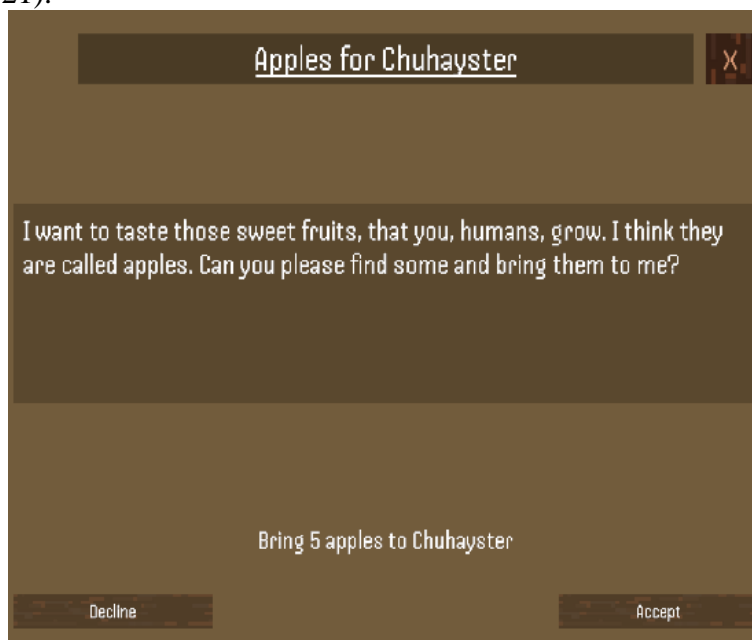 21).
Apples for Chuhayster
X
I want to taste those sweet fruits, that you, humans, grow. I think they
are called apples. Can you please find some and bring them to me?
Bring 5 apples to Chuhayster
Decline
Accept